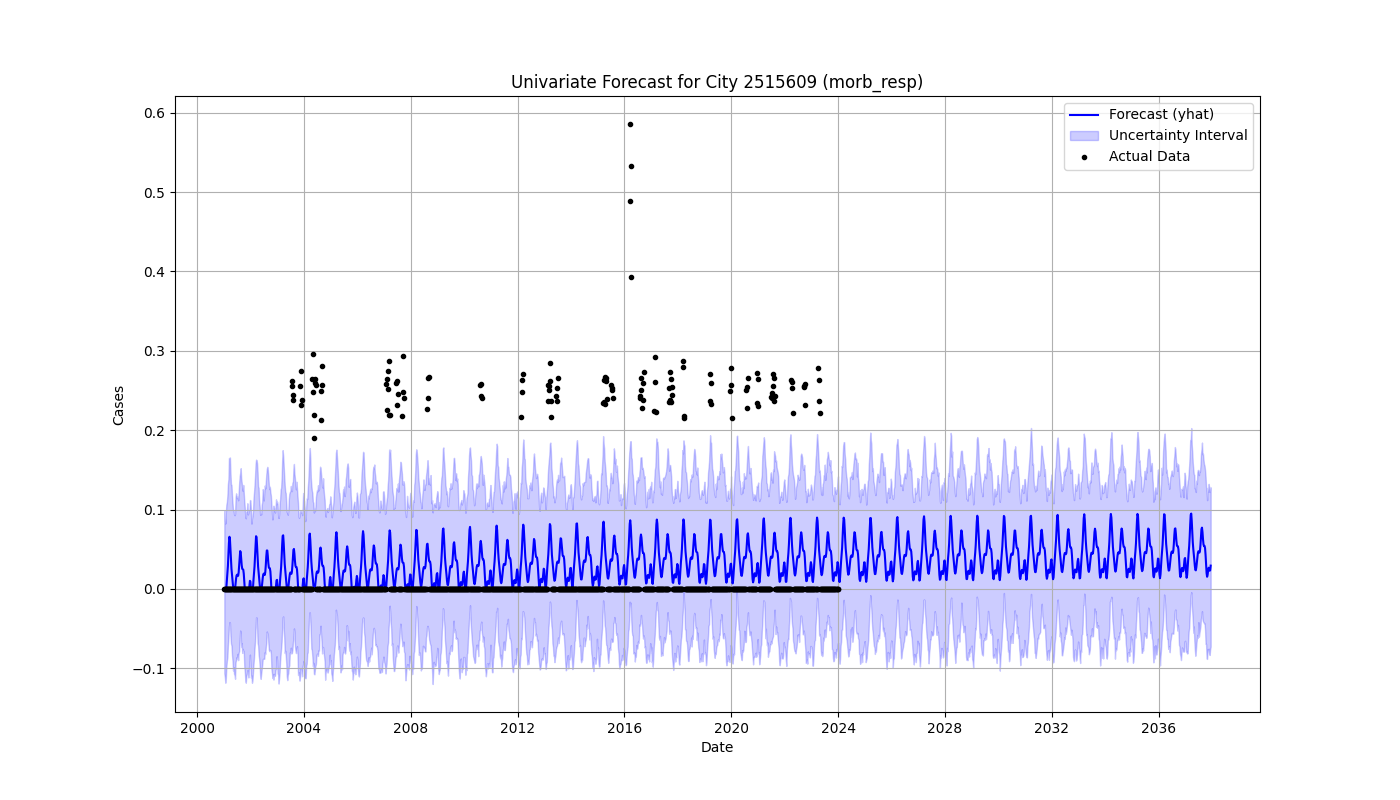 Univariate Forecast for City 2515609 (morb_resp)
Forecast (yhat)
Uncertainty Interval
Actual Data
Cases
0.6
0.5
0.4
0.3
0.2
0.1
0.0
−0.1
2000 2004 2008 2012 2016 2020 2024 2028 2032 2036
Date